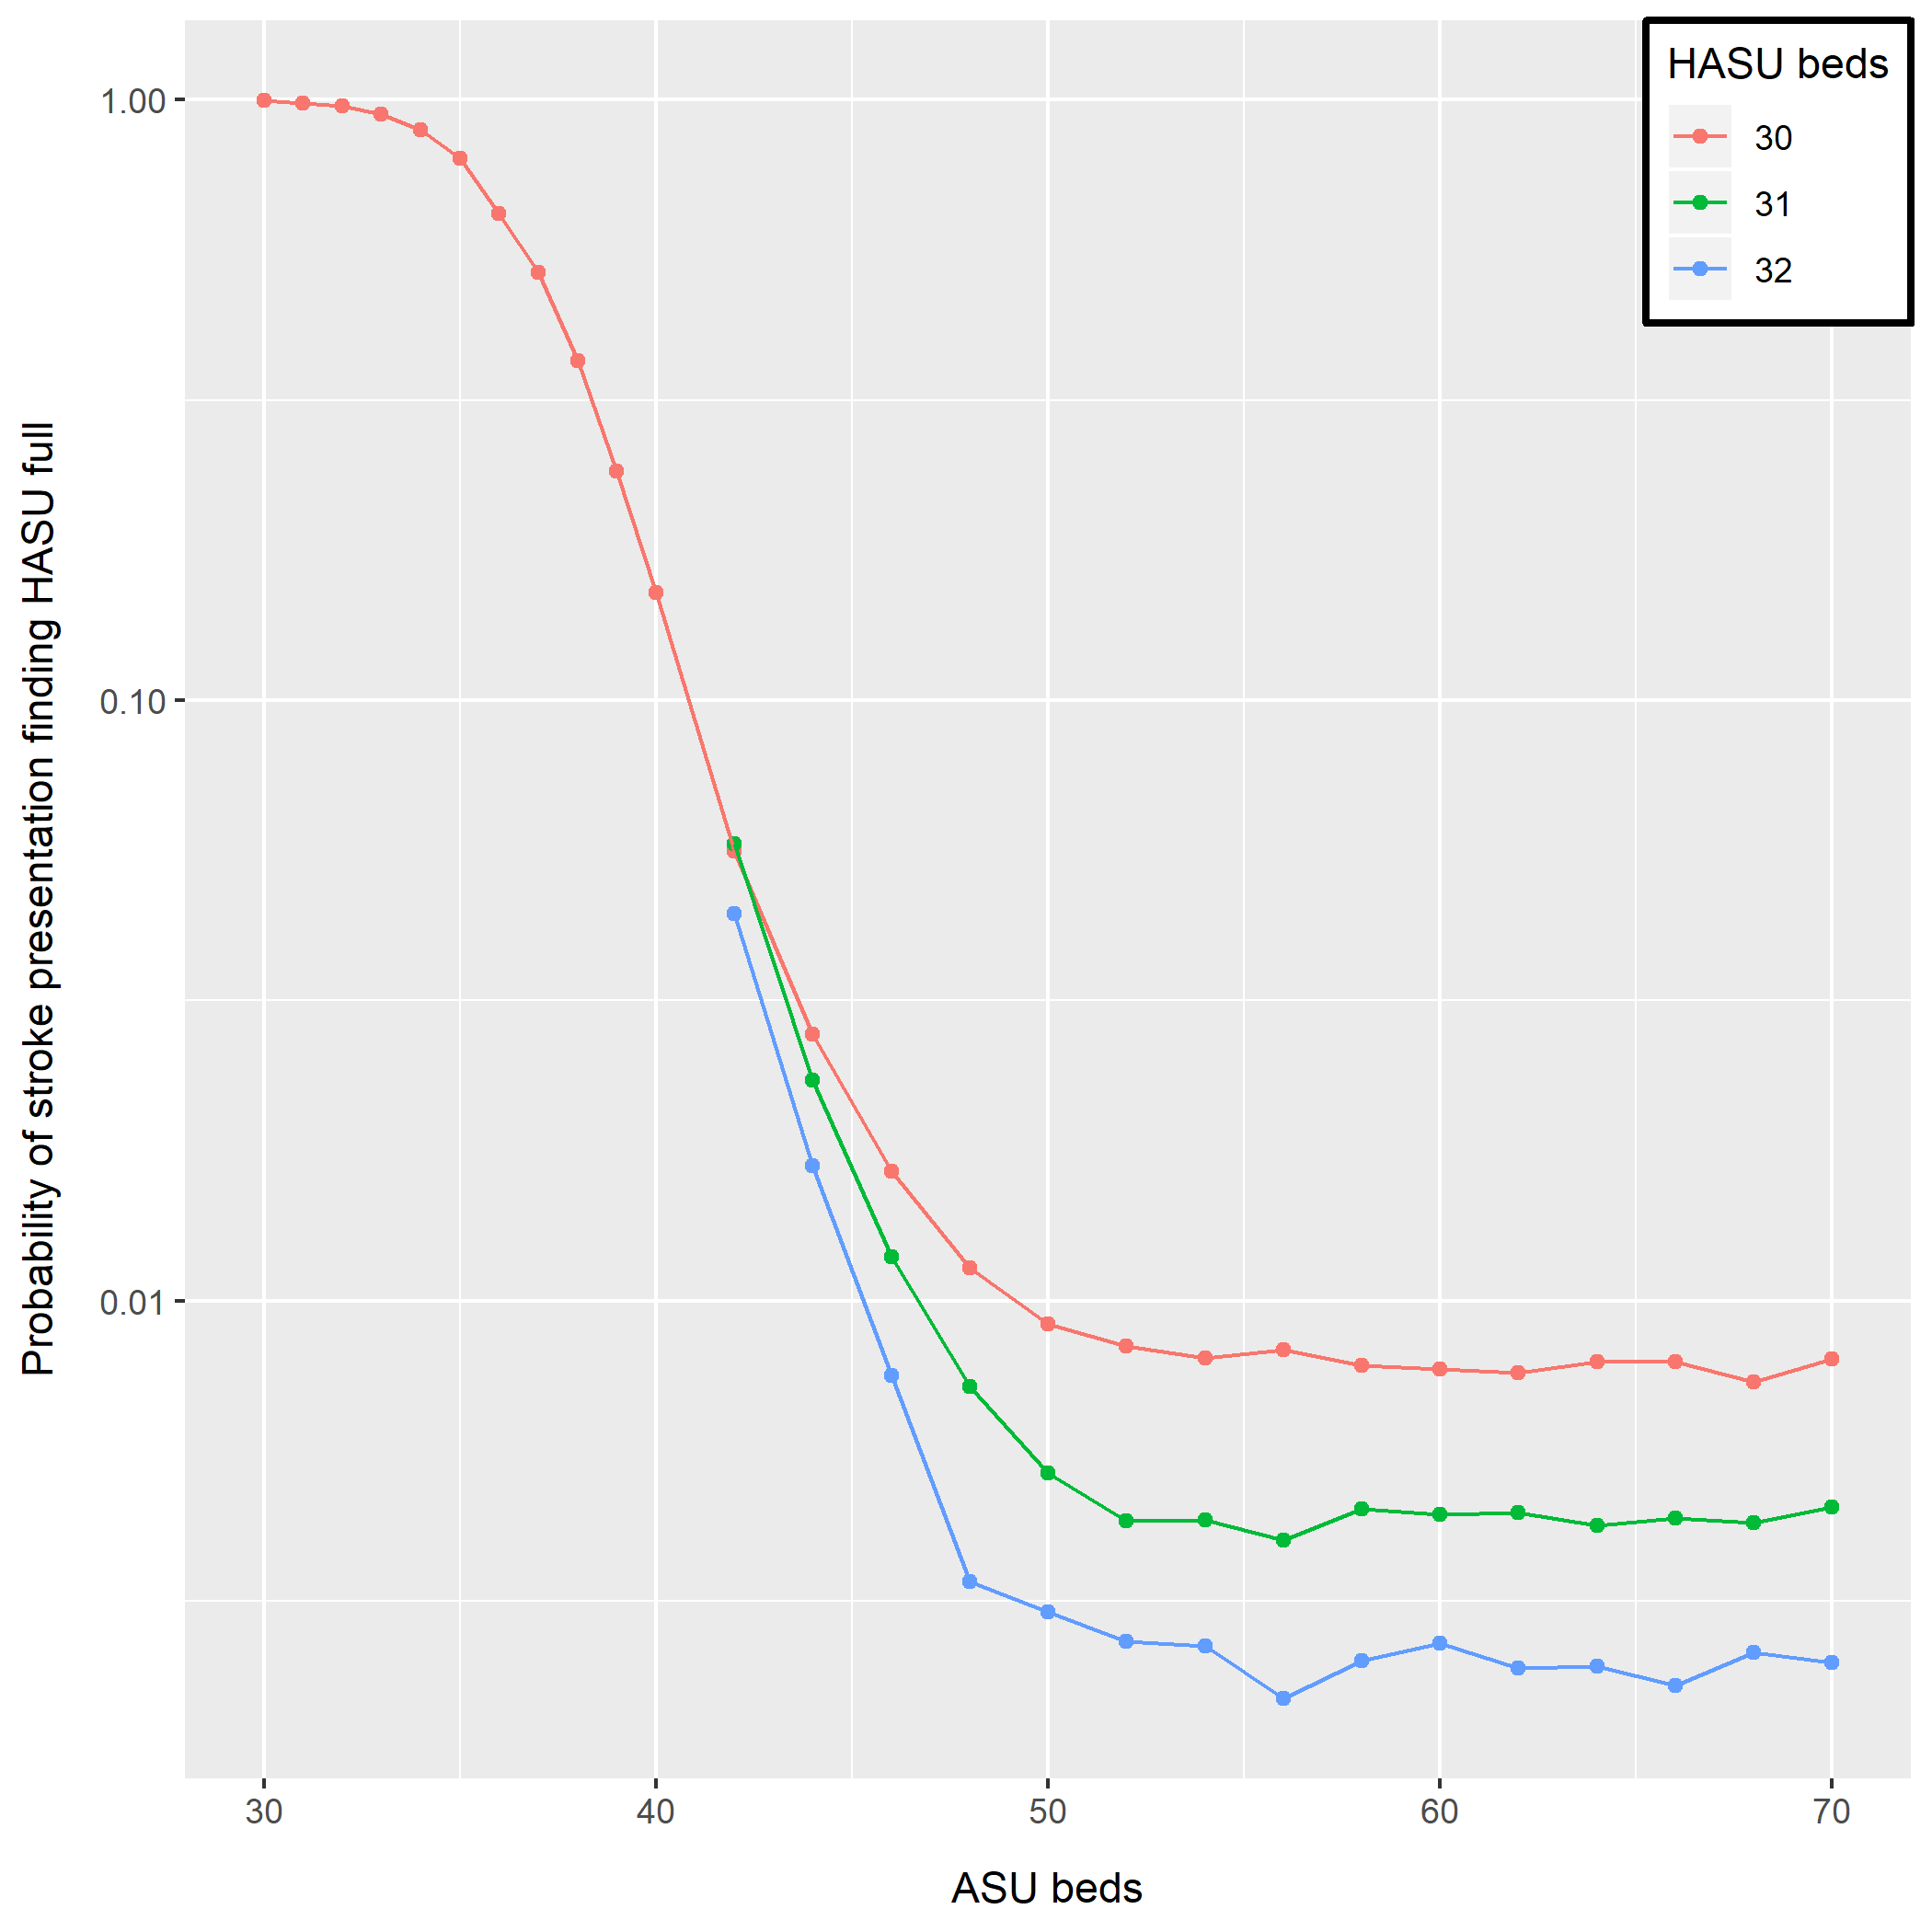 HASU beds
30
31
32
Probability of stroke presentation finding HASU full
1.00
0.10
0.01
30 40 50 60 70
ASU beds